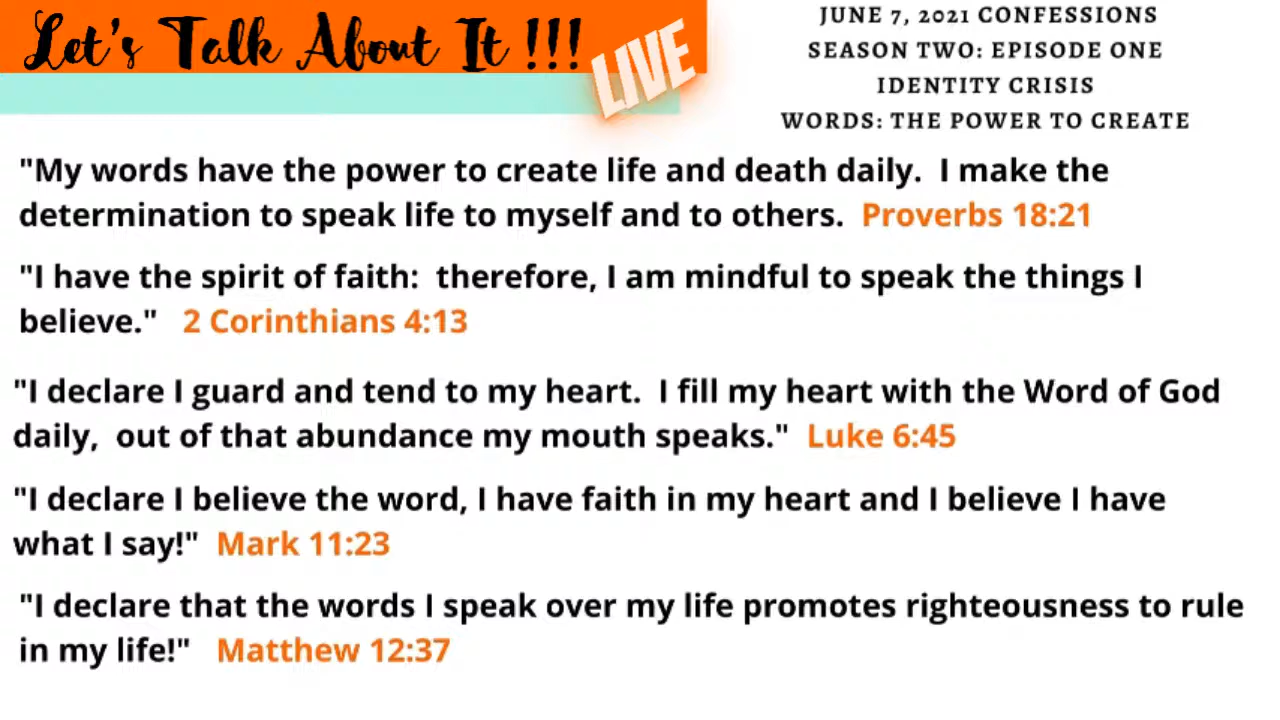 Let's Talk About It !!!
LIVE
JUNE 7, 2021 CONFESSIONS
SEASON TWO: EPISODE ONE
IDENTITY CRISIS
WORDS: THE POWER TO CREATE
"My words have the power to create life and death daily.  I make the
determination to speak life to myself and to others.  Proverbs 18:21
"I have the spirit of faith:  therefore, I am mindful to speak the things I
believe."  2 Corinthians 4:13
"I declare I guard and tend to my heart.  I fill my heart with the Word of God
daily,  out of that abundance my mouth speaks."  Luke 6:45
"I declare I believe the word, I have faith in my heart and I believe I have
what I say!"  Mark 11:23
"I declare that the words I speak over my life promotes righteousness to rule
in my life!"  Matthew 12:37